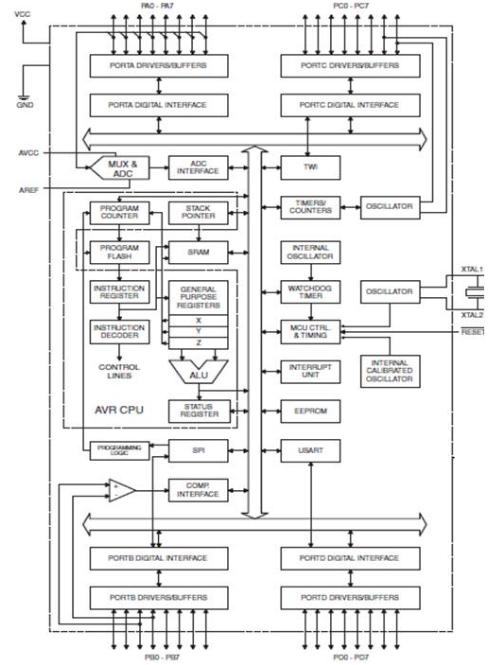 PA0 - PA7
PC0 - PC7
VCC
PORTA DRIVERS/BUFFERS
PORTC DRIVERS/BUFFERS
GND
PORTA DIGITAL INTERFACE
PORTC DIGITAL INTERFACE
AVCC
MUX &
ADC
ADC
INTERFACE
TWI
AREF
PROGRAM
COUNTER
STACK
POINTER
TIMERS/
COUNTERS
OSCILLATOR
PROGRAM
FLASH
SRAM
INTERNAL
OSCILLATOR
XTAL1
INSTRUCTION
REGISTER
GENERAL
PURPOSE
REGISTERS
WATCHDOG
TIMER
OSCILLATOR
XTAL2
X
INSTRUCTION
DECODER
Y
MCU CTRL.
& TIMING
RESET
Z
CONTROL
LINES
ALU
INTERRUPT
UNIT
INTERNAL
CALIBRATED
OSCILLATOR
AVR CPU
STATUS
REGISTER
EEPROM
PROGRAMMING
LOGIC
SPI
USART
+
-
COMP.
INTERFACE
PORTB DIGITAL INTERFACE
PORTD DIGITAL INTERFACE
PORTB DRIVERS/BUFFERS
PORTD DRIVERS/BUFFERS
PB0 - PB7
PD0 - PD7